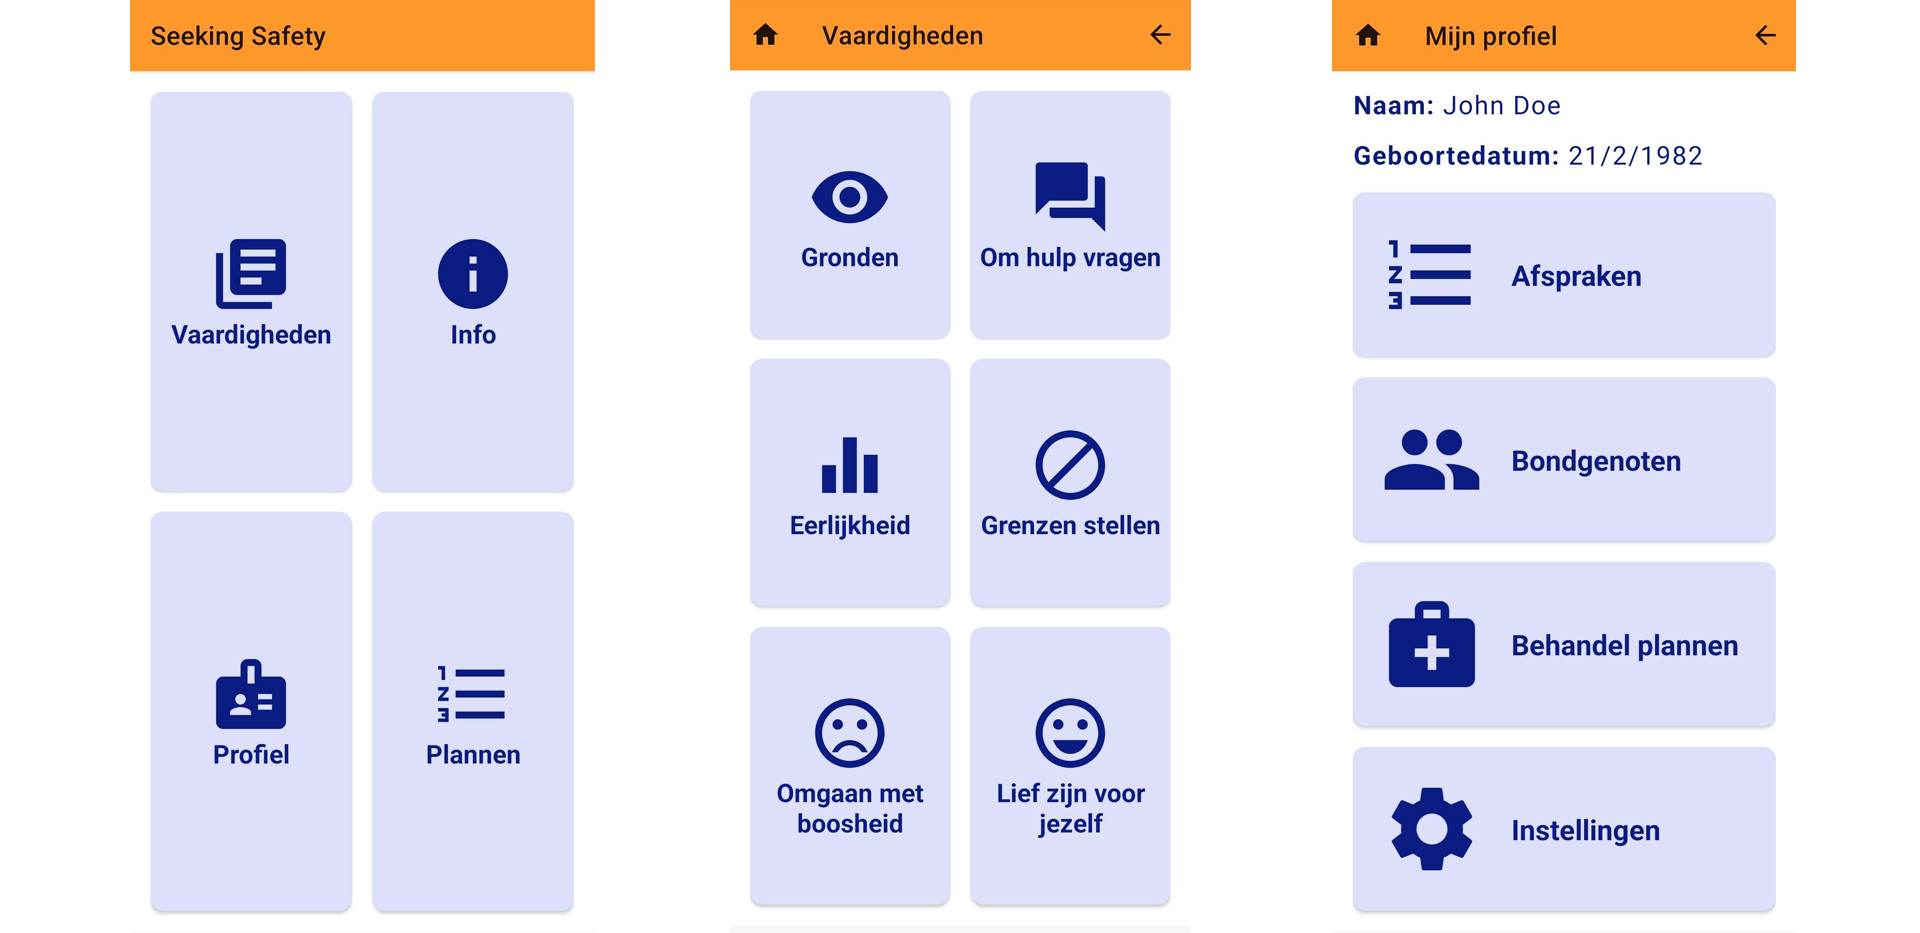 Seeking Safety
Vaardigheden
Info
Profiel
Plannen
Vaardigheden
Gronden
Om hulp vragen
Eerlijkheid
Grenzen stellen
Omgaan met
boosheid
Lief zijn voor
jezelf
Mijn profiel
Naam: John Doe
Geboortedatum: 21/2/1982
Afspraken
Bondgenoten
Behandel plannen
Instellingen